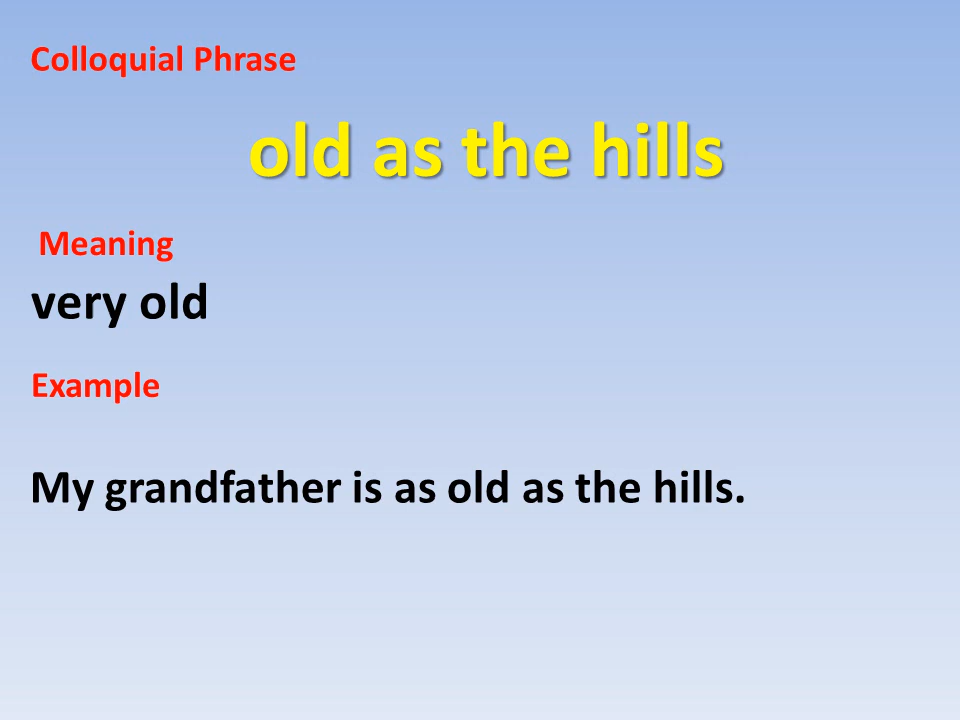 Colloquial Phrase
old as the hills
Meaning
very old
Example
My grandfather is as old as the hills.